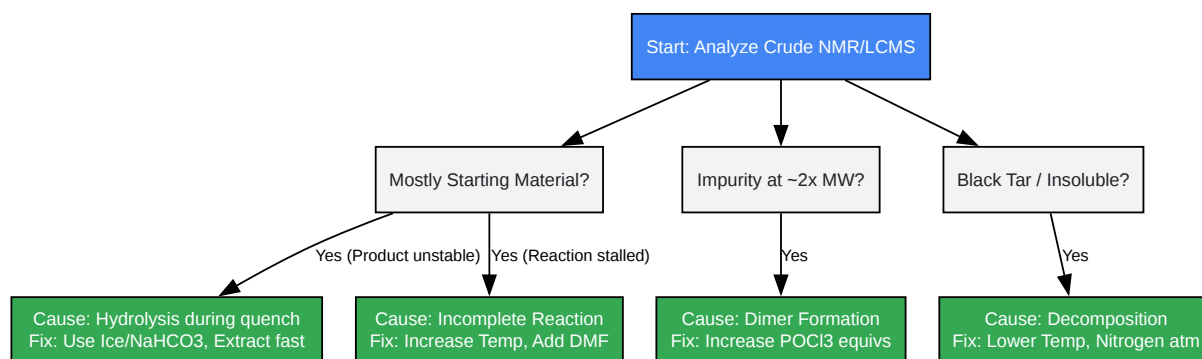 Start: Analyze Crude NMR/LCMS
Mostly Starting Material?
Impurity at ~2x MW?
Black Tar / Insoluble?
Yes (Product unstable)
Yes (Reaction stalled)
Yes
Yes
Cause: Hydrolysis during quench
Fix: Use Ice/NaHCO3, Extract fast
Cause: Incomplete Reaction
Fix: Increase Temp, Add DMF
Cause: Dimer Formation
Fix: Increase POCl3 equivs
Cause: Decomposition
Fix: Lower Temp, Nitrogen atm